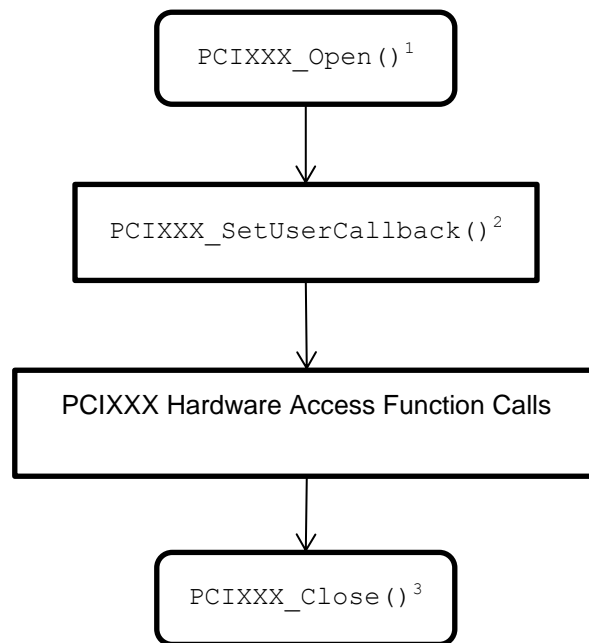 PCIXXX_Open()¹
PCIXXX_SetUserCallback()²
PCIXXX Hardware Access Function Calls
PCIXXX_Close()³